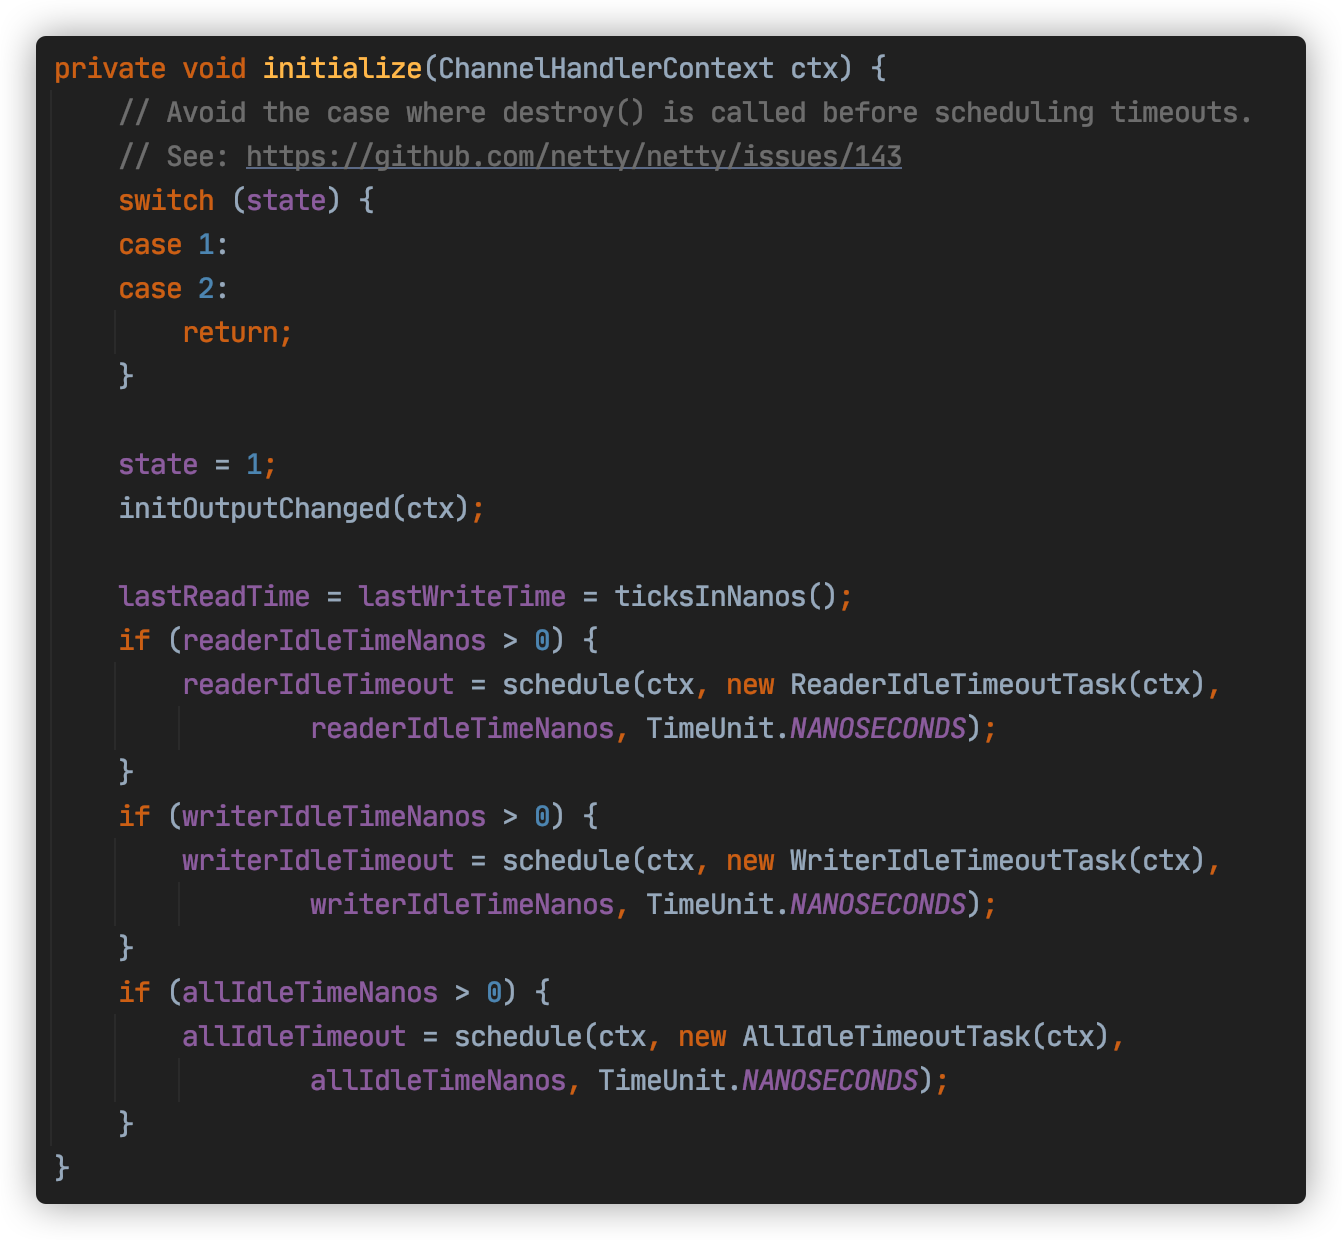 private void initialize(ChannelHandlerContext ctx) {
    // Avoid the case where destroy() is called before scheduling timeouts.
    // See: https://github.com/netty/netty/issues/143
    switch (state) {
    case 1:
    case 2:
        return;
    }

    state = 1;
    initOutputChanged(ctx);

    lastReadTime = lastWriteTime = ticksInNanos();
    if (readerIdleTimeNanos > 0) {
        readerIdleTimeout = schedule(ctx, new ReaderIdleTimeoutTask(ctx),
                readerIdleTimeNanos, TimeUnit.NANOSECONDS);
    }
    if (writerIdleTimeNanos > 0) {
        writerIdleTimeout = schedule(ctx, new WriterIdleTimeoutTask(ctx),
                writerIdleTimeNanos, TimeUnit.NANOSECONDS);
    }
    if (allIdleTimeNanos > 0) {
        allIdleTimeout = schedule(ctx, new AllIdleTimeoutTask(ctx),
                allIdleTimeNanos, TimeUnit.NANOSECONDS);
    }
}